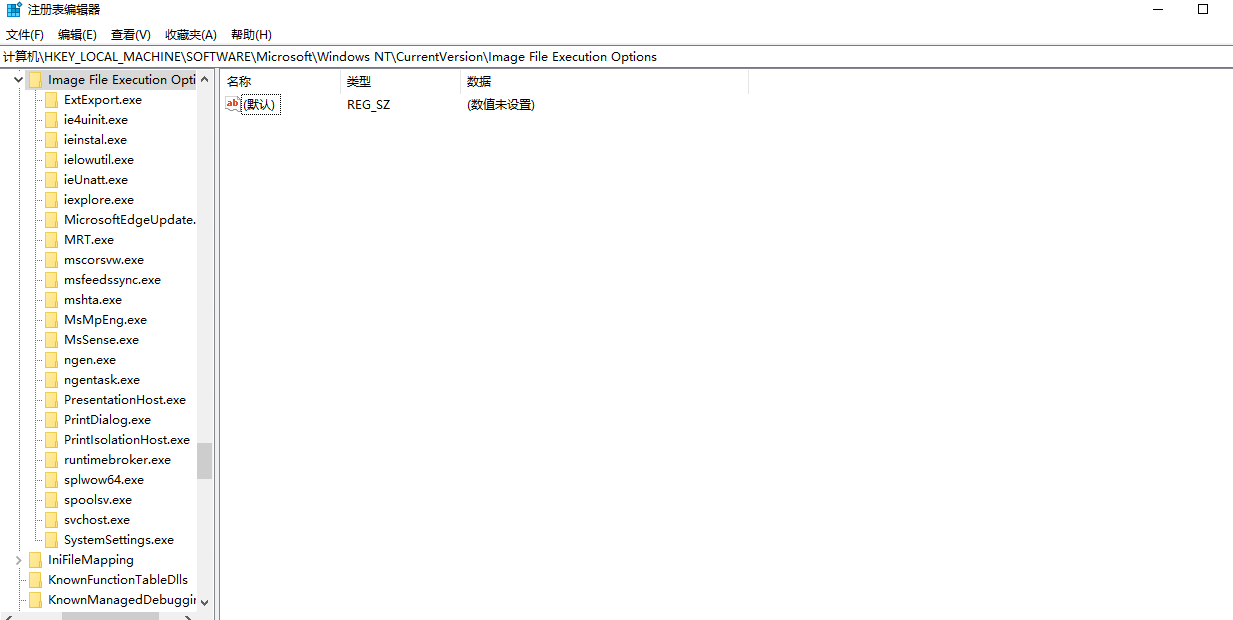 注册表编辑器
文件(F) 编辑(E) 查看(V) 收藏夹(A) 帮助(H)
计算机\HKEY_LOCAL_MACHINE\SOFTWARE\Microsoft\Windows NT\CurrentVersion\Image File Execution Options
Image File Execution Opti
ExtExport.exe
ie4uinit.exe
ieinstal.exe
ielowutil.exe
ieUnatt.exe
iexplore.exe
MicrosoftEdgeUpdate.
MRT.exe
mscorsvw.exe
msfeedssync.exe
mshta.exe
MsMpEng.exe
MsSense.exe
ngen.exe
ngentask.exe
PresentationHost.exe
PrintDialog.exe
PrintIsolationHost.exe
runtimebroker.exe
splwow64.exe
spoolsv.exe
svchost.exe
SystemSettings.exe
IniFileMapping
KnownFunctionTableDlls
KnownManagedDebuggin
名称 类型 数据
ab (默认) REG_SZ (数值未设置)